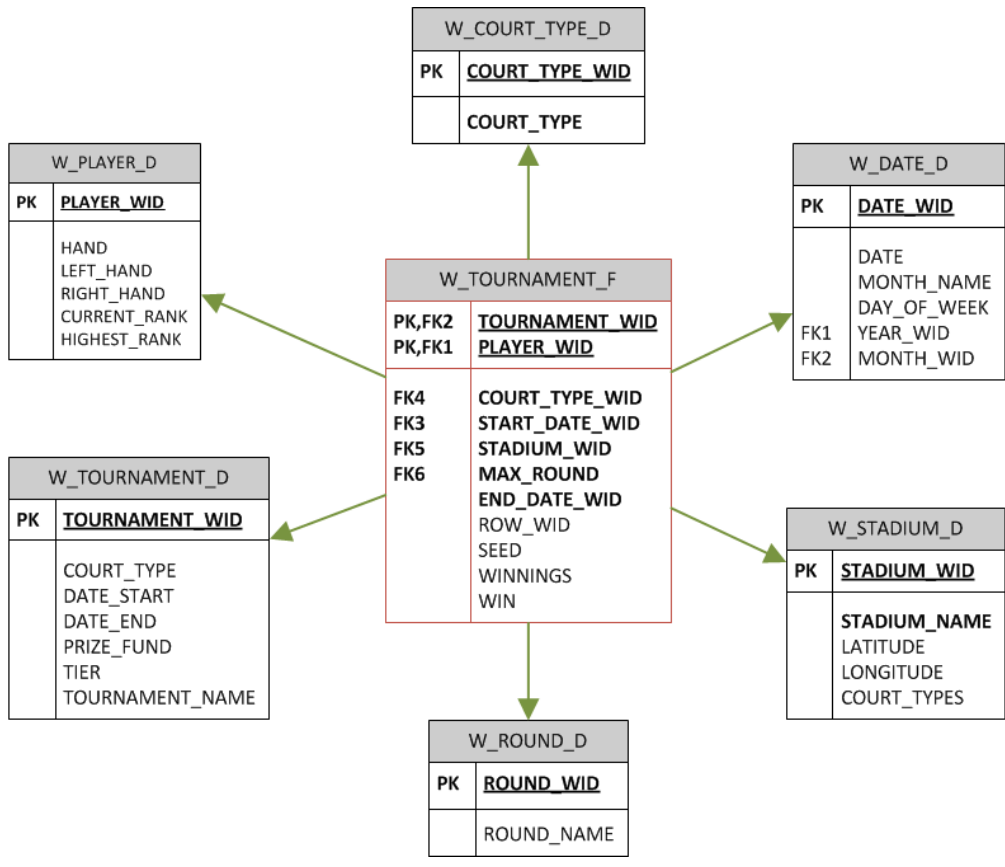 W_COURT_TYPE_D
PK COURT_TYPE_WID
COURT_TYPE
W_PLAYER_D
PK PLAYER_WID
HAND
LEFT_HAND
RIGHT_HAND
CURRENT_RANK
HIGHEST_RANK
W_DATE_D
PK DATE_WID
DATE
MONTH_NAME
DAY_OF_WEEK
FK1 YEAR_WID
FK2 MONTH_WID
W_TOURNAMENT_F
PK,FK2 TOURNAMENT_WID
PK,FK1 PLAYER_WID
FK4 COURT_TYPE_WID
FK3 START_DATE_WID
FK5 STADIUM_WID
FK6 MAX_ROUND
END_DATE_WID
ROW_WID
SEED
WINNINGS
WIN
W_TOURNAMENT_D
PK TOURNAMENT_WID
COURT_TYPE
DATE_START
DATE_END
PRIZE_FUND
TIER
TOURNAMENT_NAME
W_STADIUM_D
PK STADIUM_WID
STADIUM_NAME
LATITUDE
LONGITUDE
COURT_TYPES
W_ROUND_D
PK ROUND_WID
ROUND_NAME